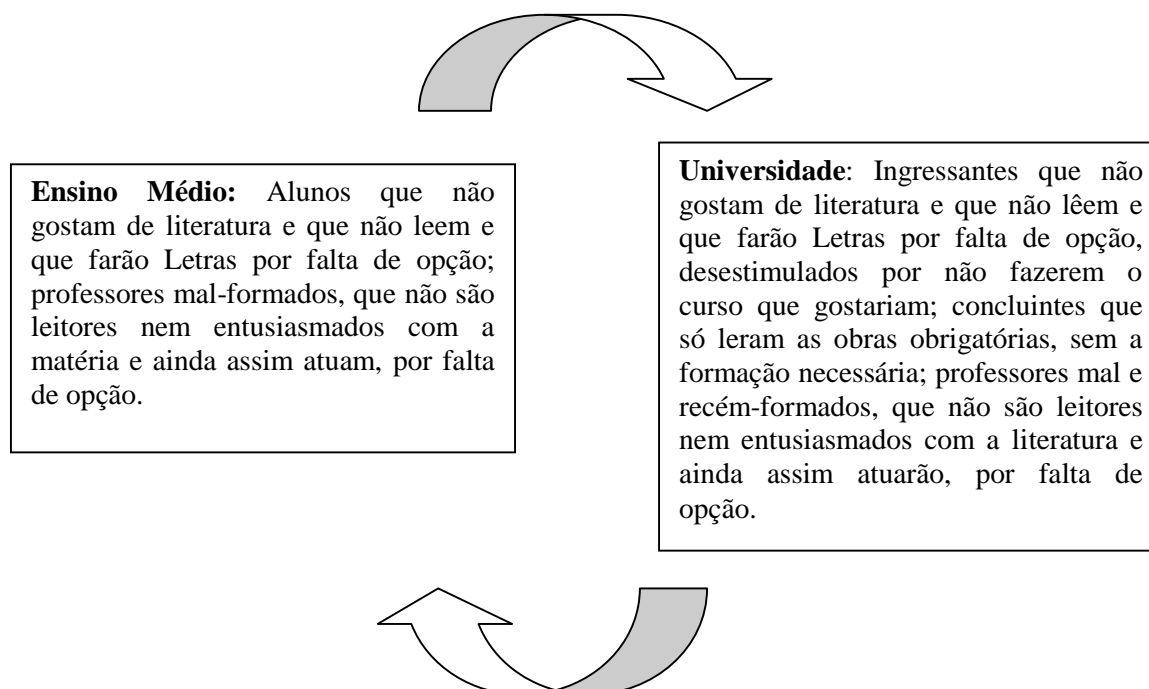 Ensino Médio: Alunos que não
gostam de literatura e que não leem e
que farão Letras por falta de opção;
professores mal-formados, que não são
leitores nem entusiasmados com a
matéria e ainda assim atuam, por falta
de opção.
Universidade: Ingressantes que não
gostam de literatura e que não lêem e
que farão Letras por falta de opção,
desestimulados por não fazerem o
curso que gostariam; concluintes que
só leram as obras obrigatórias, sem a
formação necessária; professores mal e
recém-formados, que não são leitores
nem entusiasmados com a literatura e
ainda assim atuarão, por falta de
opção.